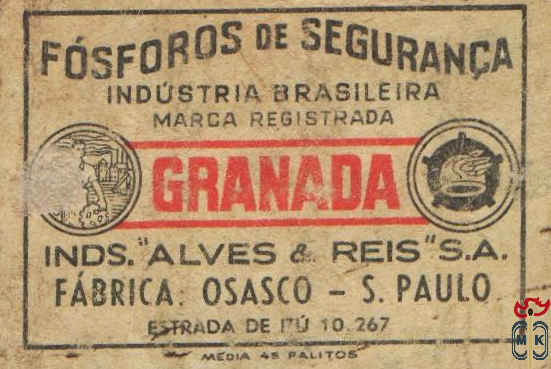 FÓSFOROS DE SEGURANÇA
INDÚSTRIA BRASILEIRA
MARCA REGISTRADA
GRANADA
INDS. "ALVES & REIS" S.A.
FÁBRICA: OSASCO – S. PAULO
ESTRADA DE ITÚ 10.267
MÉDIA 45 PALITOS
M K